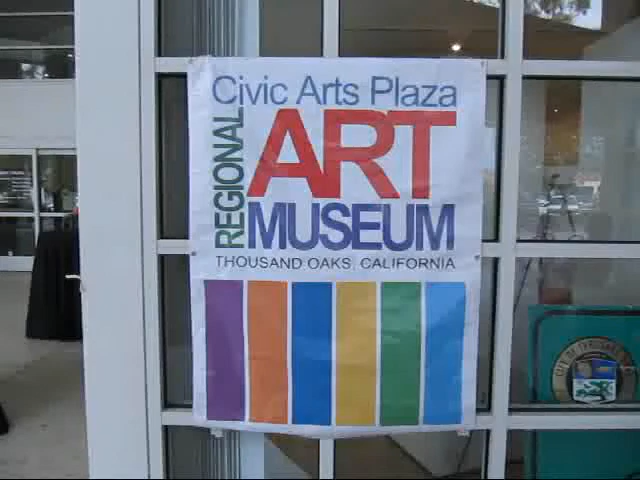 Civic Arts Plaza
REGIONAL
ART
MUSEUM
THOUSAND OAKS, CALIFORNIA